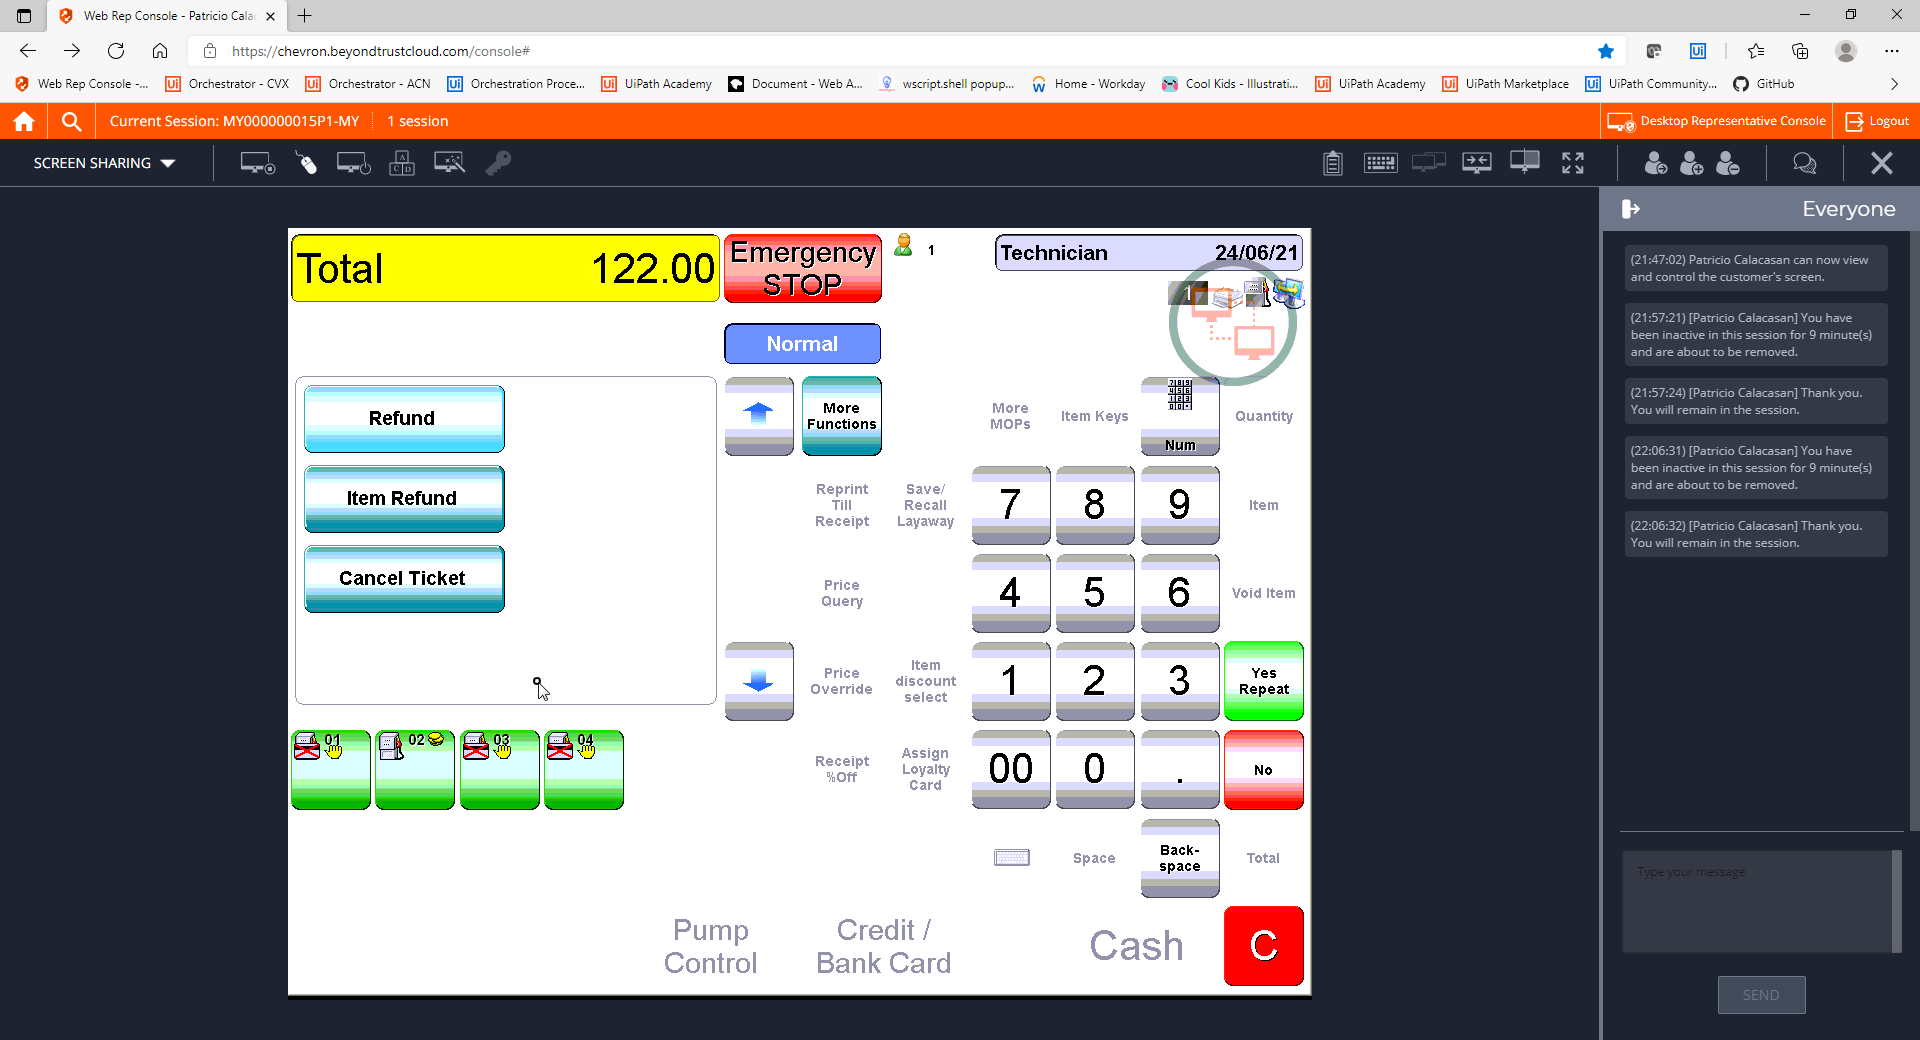 Web Rep Console - Patricio Cala
https://chevron.beyondtrustcloud.com/console#
Web Rep Console -...
Orchestrator - CVX
Orchestrator - ACN
Orchestration Proce...
UiPath Academy
Document - Web A...
wscript.shell popup...
Home - Workday
Cool Kids - Illustrati...
UiPath Academy
UiPath Marketplace
UiPath Community...
GitHub
Current Session: MY000000015P1-MY
1 session
Desktop Representative Console
Logout
SCREEN SHARING
Everyone
(21:47:02) Patricio Calacasan can now view
and control the customer's screen.
(21:57:21) [Patricio Calacasan] You have
been inactive in this session for 9 minute(s)
and are about to be removed.
(21:57:24) [Patricio Calacasan] Thank you.
You will remain in the session.
(22:06:31) [Patricio Calacasan] You have
been inactive in this session for 9 minute(s)
and are about to be removed.
(22:06:32) [Patricio Calacasan] Thank you.
You will remain in the session.
Type your message
SEND
Total 122.00
Emergency
STOP
1
Technician 24/06/21
1
Normal
Refund
Item Refund
Cancel Ticket
More
Functions
More
MOPs
Item Keys
Num
Quantity
Reprint
Till
Receipt
Save/
Recall
Layaway
7 8 9
Item
Price
Query
4 5 6
Void Item
Price
Override
Item
discount
select
1 2 3
Yes
Repeat
01 02 03 04
Receipt
%Off
Assign
Loyalty
Card
00 0 .
No
Space
Back-
space
Total
Pump
Control
Credit /
Bank Card
Cash
C